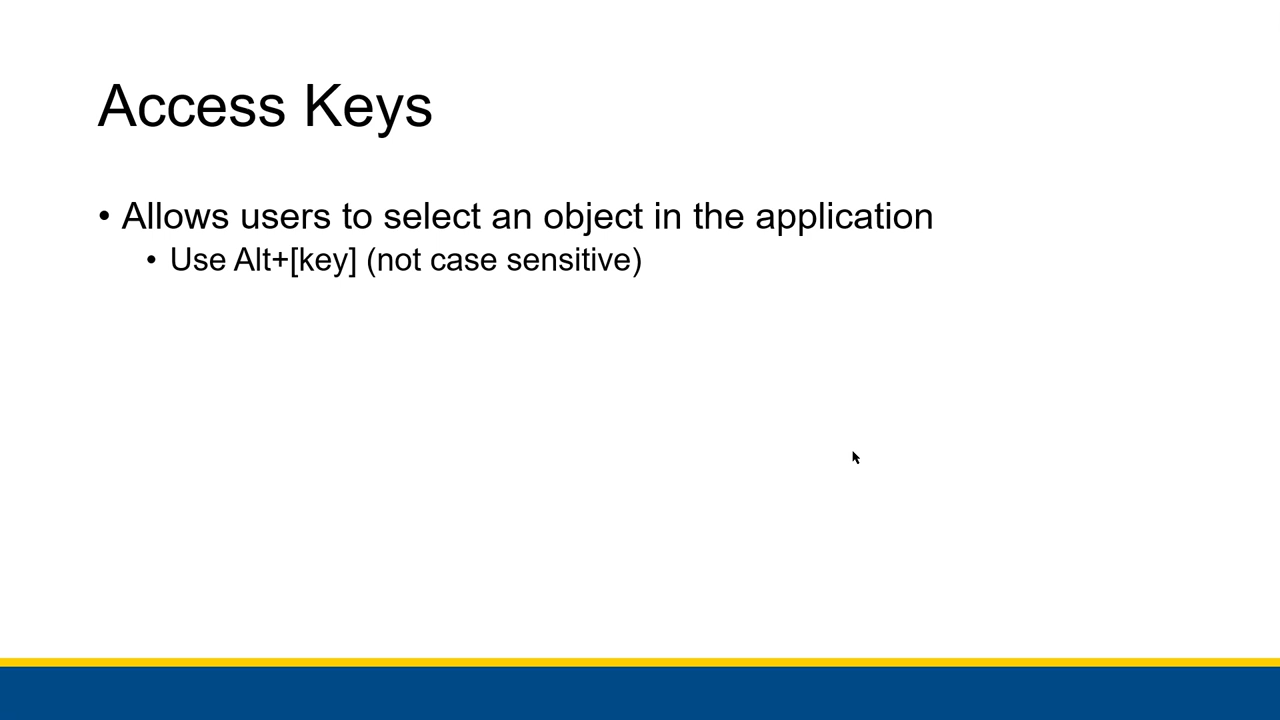 Access Keys
• Allows users to select an object in the application
• Use Alt+[key] (not case sensitive)